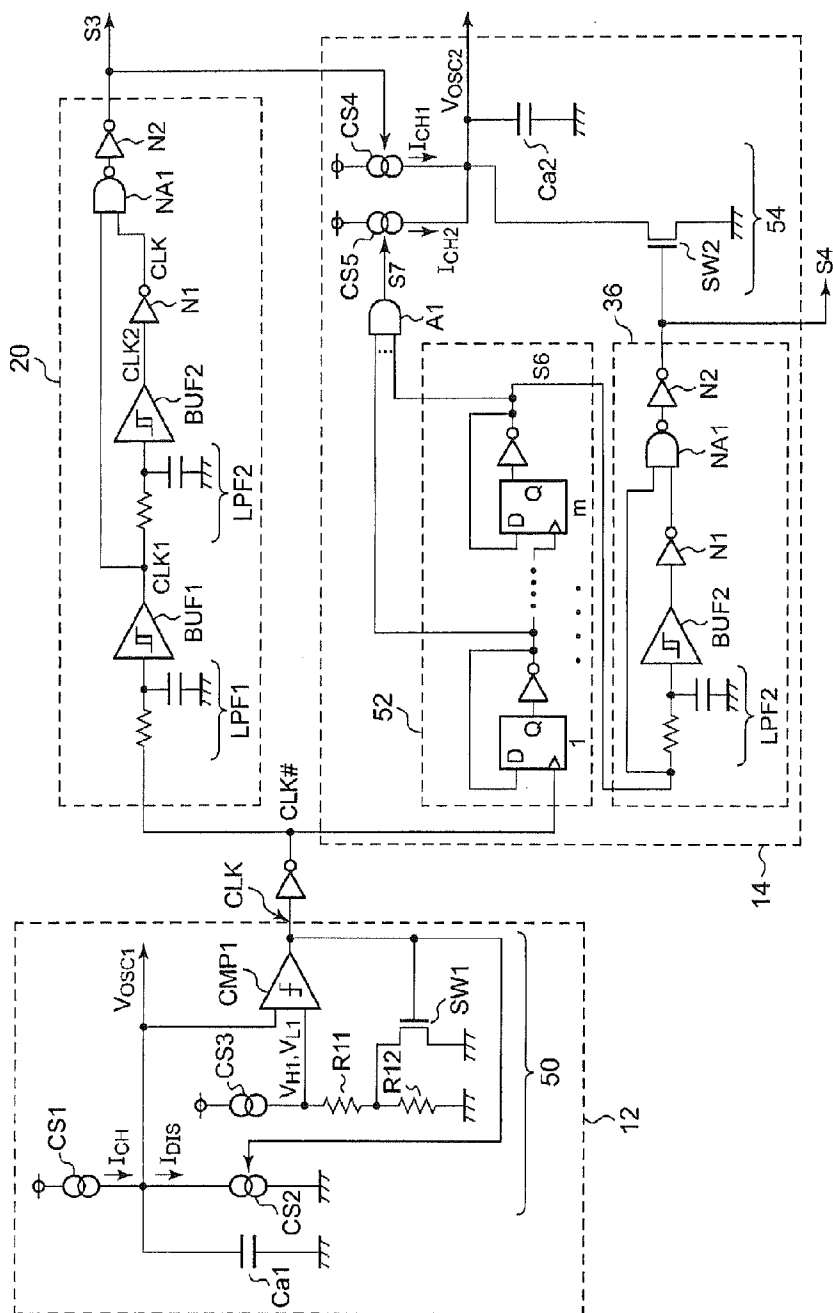 20
LPF1
BUF1
CLK1
LPF2
BUF2
CLK2
N1
CLK
NA1
N2
S3
CLK#
CLK
CS1
ICH
IDIS
VOSC1
Ca1
CS2
CS3
VH1, VL1
CMP1
R11
R12
SW1
50
12
52
D
Q
1
D
Q
m
S6
A1
S7
CS5
ICH2
CS4
ICH1
VOSC2
Ca2
SW2
54
36
LPF2
BUF2
N1
NA1
N2
S4
14